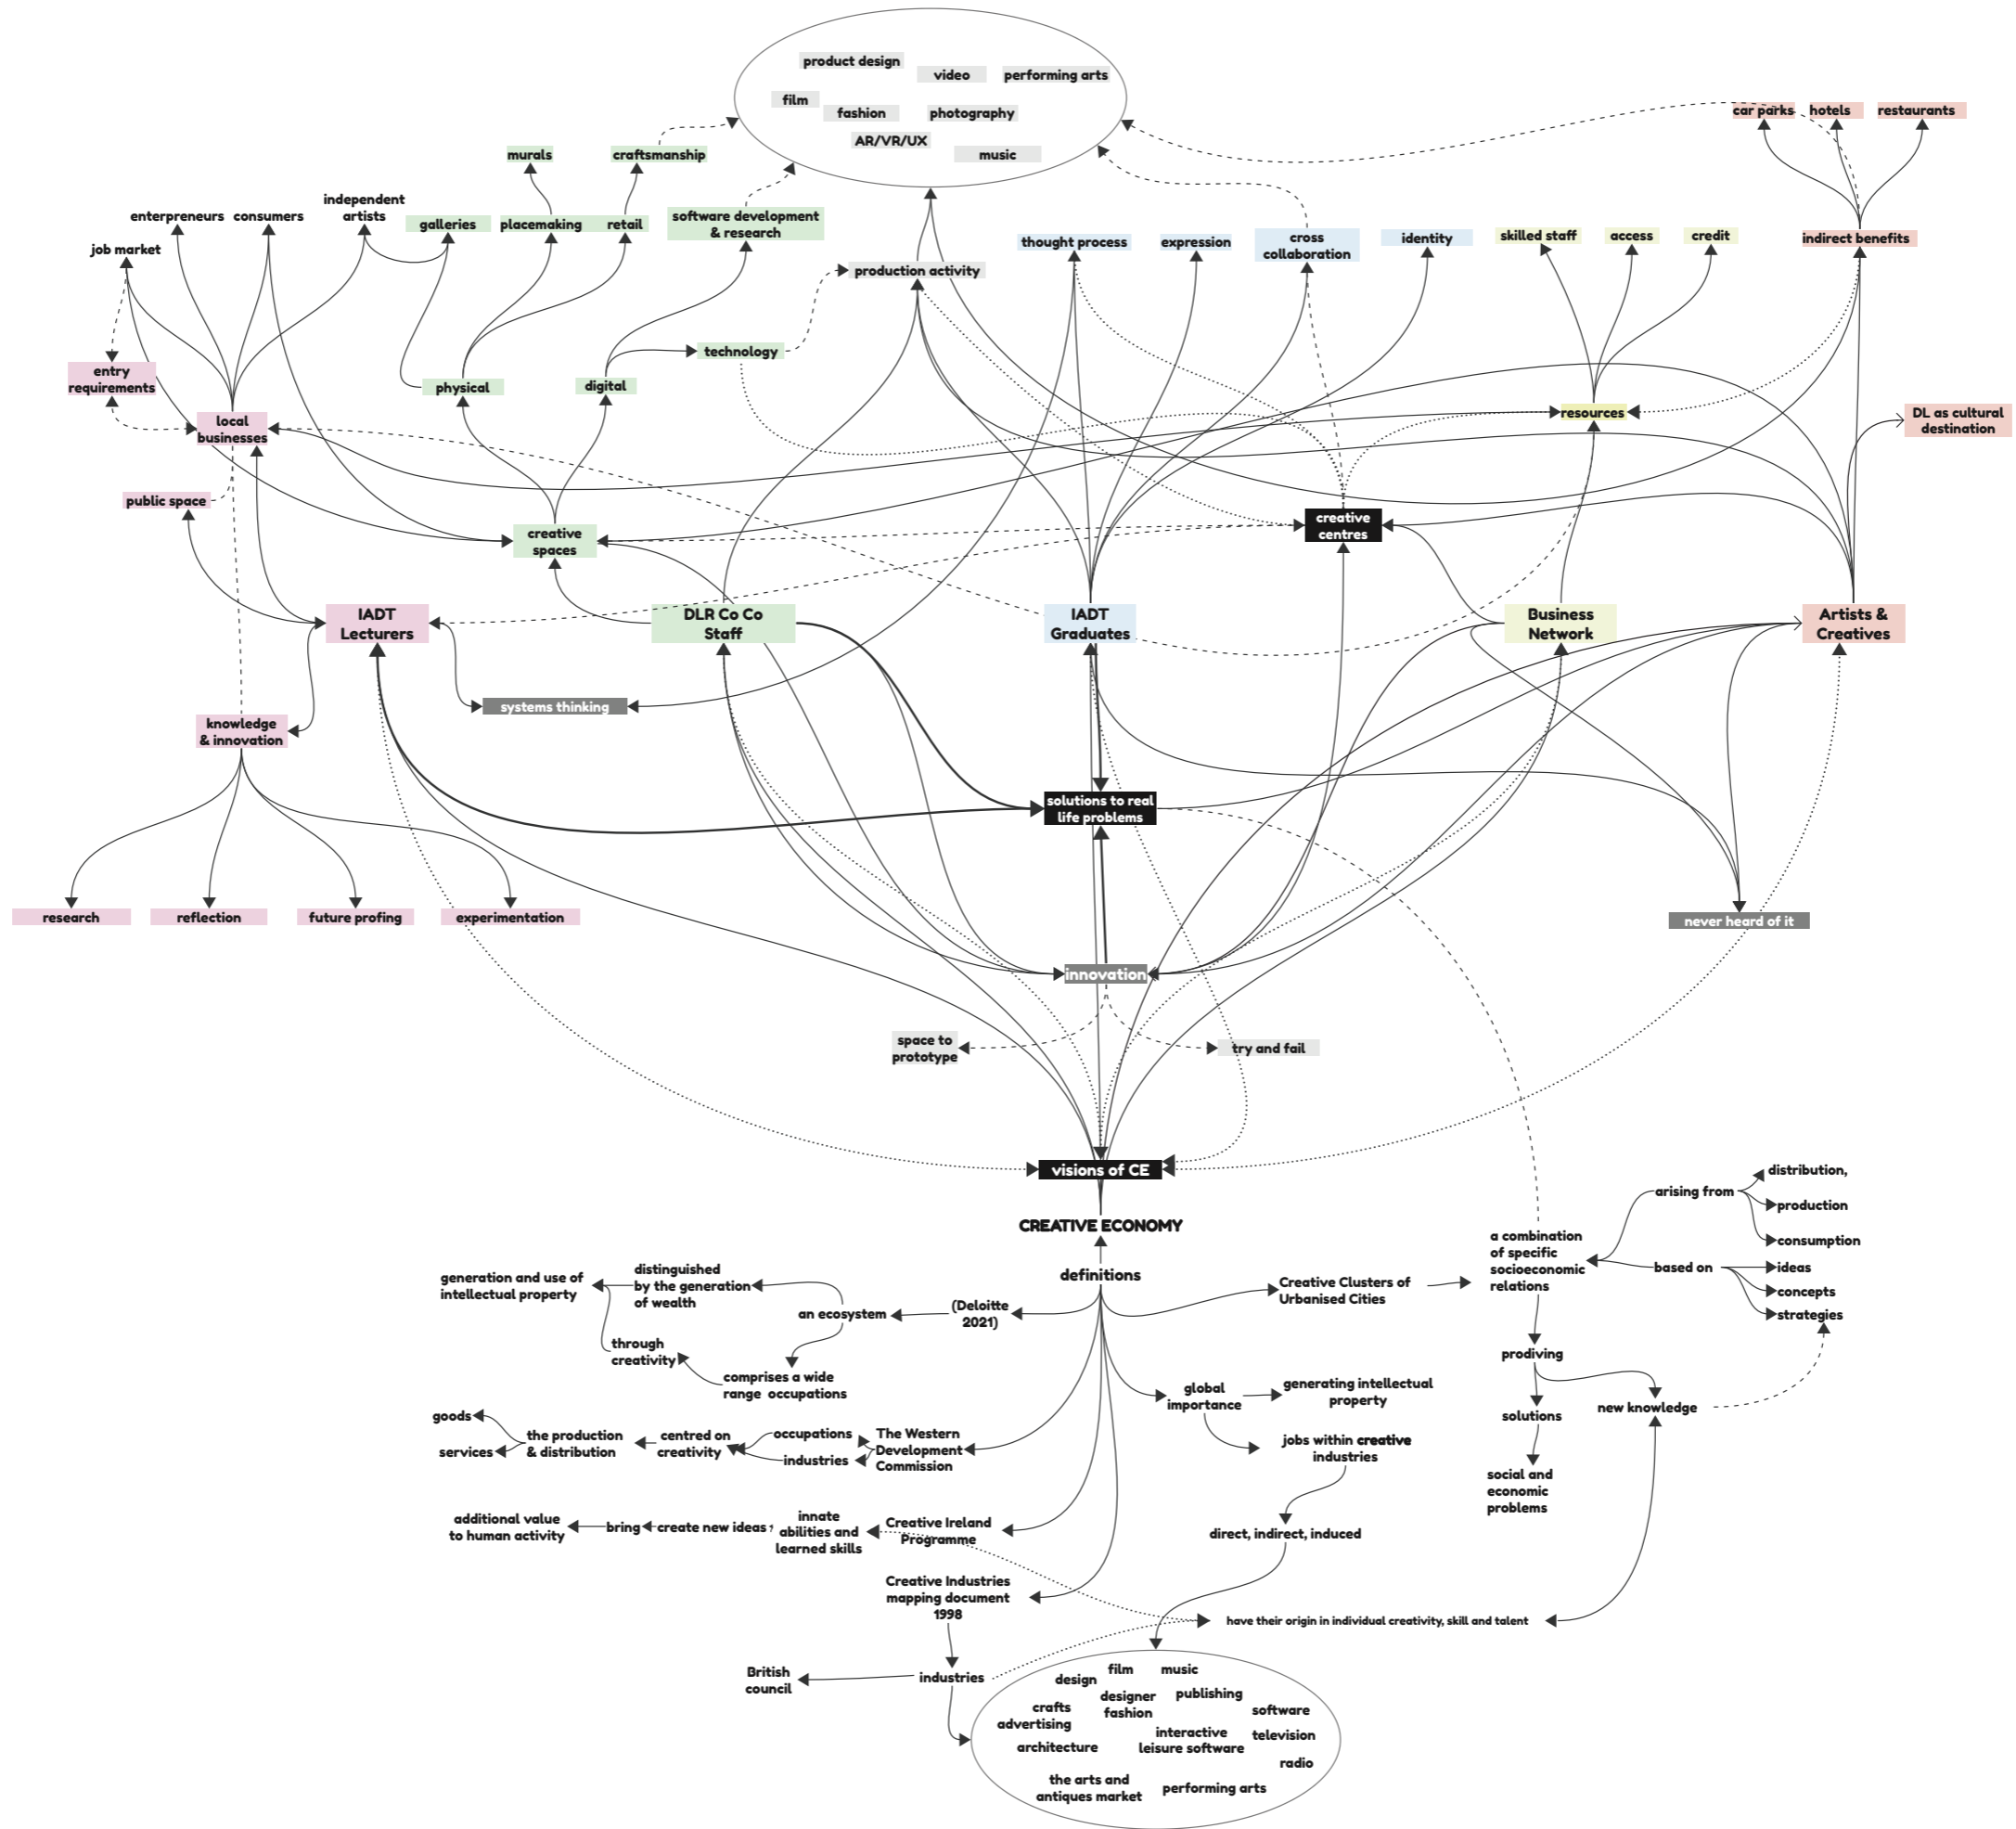 product design
video
performing arts
film
fashion
photography
AR/VR/UX
music
car parks
hotels
restaurants
murals
craftsmanship
enterpreneurs
consumers
independent
artists
galleries
placemaking
retail
software development
& research
job market
production activity
thought process
expression
cross
collaboration
identity
skilled staff
access
credit
indirect benefits
entry
requirements
technology
physical
digital
local
businesses
resources
DL as cultural
destination
public space
creative
spaces
creative
centres
IADT
Lecturers
DLR Co Co
Staff
IADT
Graduates
Business
Network
Artists &
Creatives
systems thinking
knowledge
& innovation
solutions to real
life problems
research
reflection
future profing
experimentation
never heard of it
innovation
space to
prototype
try and fail
visions of CE
CREATIVE ECONOMY
definitions
distribution,
arising from
production
consumption
a combination
of specific
socioeconomic
relations
based on
ideas
concepts
strategies
generation and use of
intellectual property
distinguished
by the generation
of wealth
an ecosystem
(Deloitte
2021)
Creative Clusters of
Urbanised Cities
through
creativity
comprises a wide
range occupations
prodiving
global
importance
generating intellectual
property
solutions
new knowledge
goods
services
the production
& distribution
centred on
creativity
occupations
industries
The Western
Development
Commission
jobs within creative
industries
social and
economic
problems
additional value
to human activity
bring
create new ideas
innate
abilities and
learned skills
Creative Ireland
Programme
direct, indirect, induced
Creative Industries
mapping document
1998
have their origin in individual creativity, skill and talent
British
council
industries
film
music
design
designer
fashion
publishing
crafts
software
advertising
interactive
leisure software
television
architecture
radio
the arts and
antiques market
performing arts